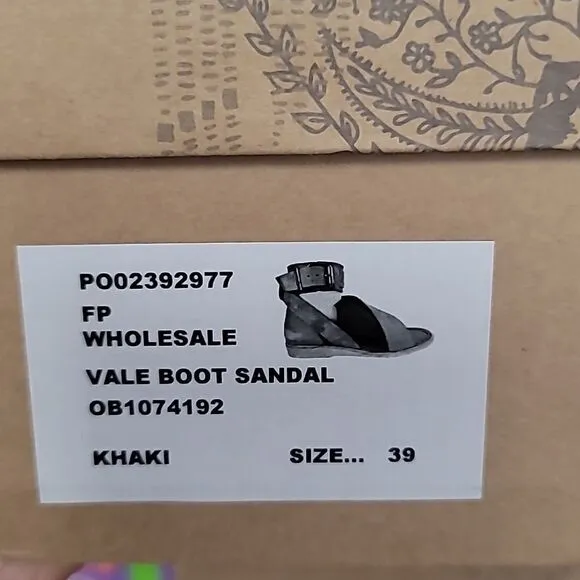 PO02392977
FP
WHOLESALE
VALE BOOT SANDAL
OB1074192
KHAKI SIZE... 39